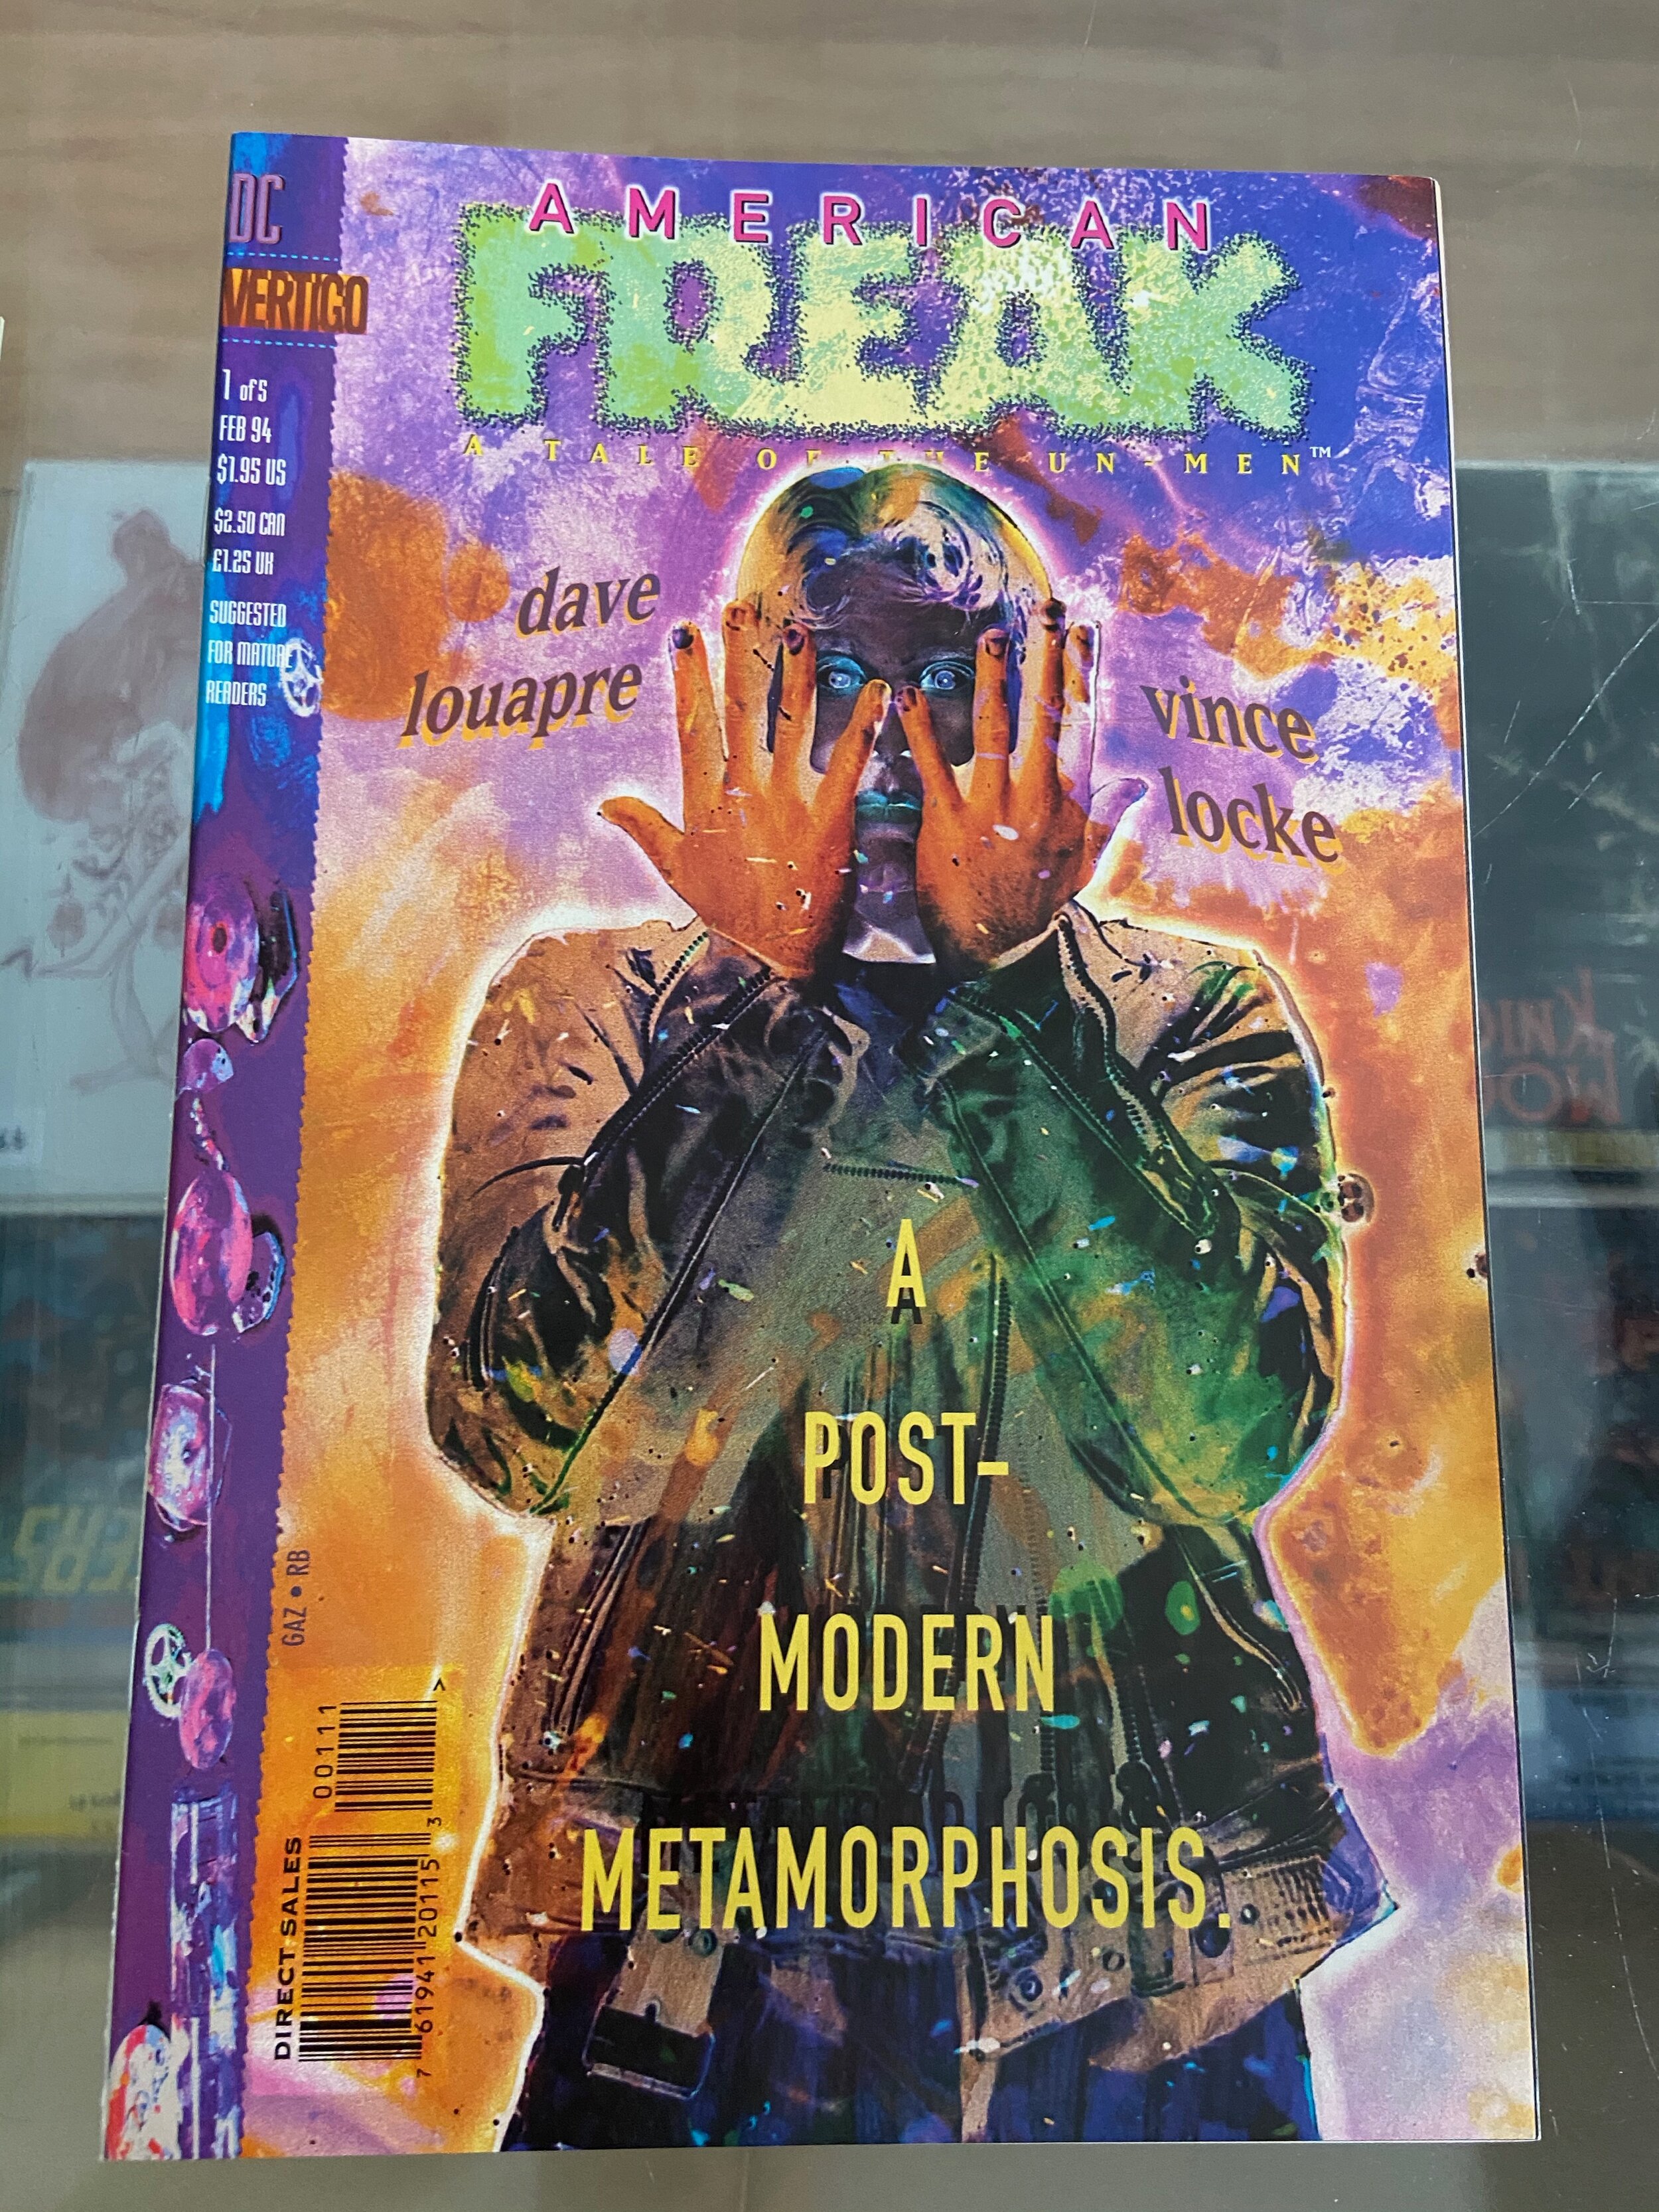 DC
VERTIGO
1 of 5
FEB 94
$1.95 US
$2.50 CAN
£1.25 UK
SUGGESTED
FOR MATURE
READERS
AMERICAN
FREAK
A TALE OF THE UN-MEN™
dave
louapre
vince
locke
A
POST-
MODERN
METAMORPHOSIS.
GAZ • RB
DIRECT SALES
7 61941 20115 3
00111
>